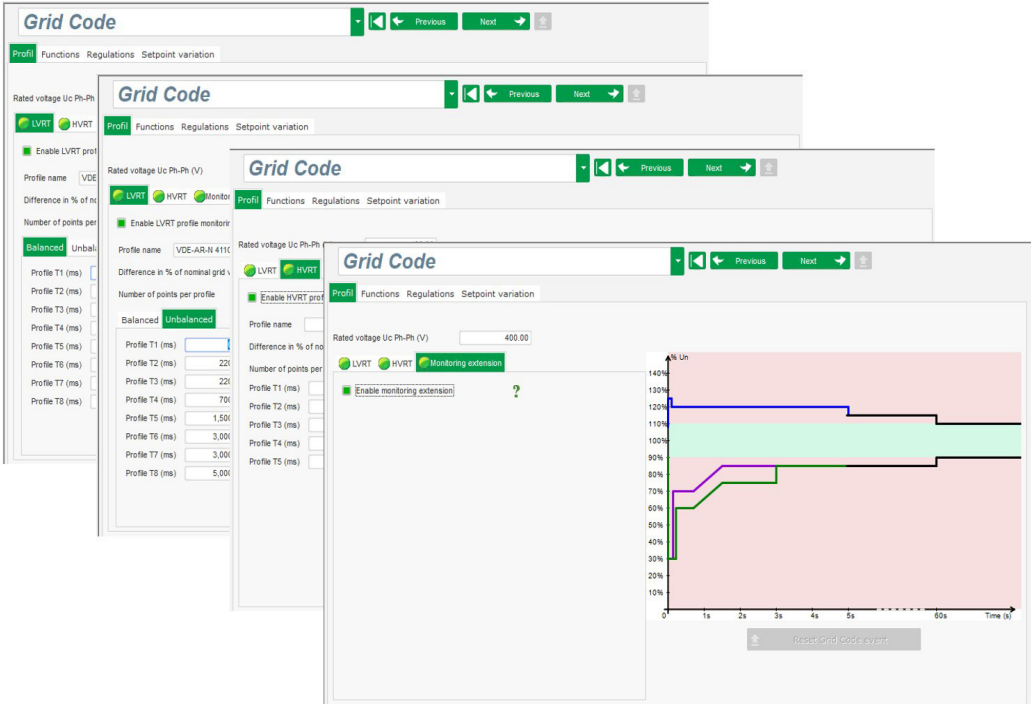 Grid Code
Previous Next
Profil Functions Regulations Setpoint variation
Rated voltage Uc Ph-Ph
LVRT HVRT
Enable LVRT prof
Profile name VDE
Difference in % of no
Number of points per
Balanced Unbala
Profile T1 (ms)
Profile T2 (ms)
Profile T3 (ms)
Profile T4 (ms)
Profile T5 (ms)
Profile T6 (ms)
Profile T7 (ms)
Profile T8 (ms)
Grid Code
Previous Next
Profil Functions Regulations Setpoint variation
Rated voltage Uc Ph-Ph (V)
LVRT HVRT Monitor
Enable LVRT profile monitorin
Profile name VDE-AR-N 4110
Difference in % of nominal grid v
Number of points per profile
Balanced Unbalanced
Profile T1 (ms)
Profile T2 (ms) 220
Profile T3 (ms) 220
Profile T4 (ms) 700
Profile T5 (ms) 1,500
Profile T6 (ms) 3,000
Profile T7 (ms) 3,000
Profile T8 (ms) 5,000
Grid Code
Previous Next
Profil Functions Regulations Setpoint variation
Rated voltage Uc Ph-Ph
LVRT HVRT
Enable HVRT prof
Profile name
Difference in % of no
Number of points per
Profile T1 (ms)
Profile T2 (ms)
Profile T3 (ms)
Profile T4 (ms)
Profile T5 (ms)
Grid Code
Previous Next
Profil Functions Regulations Setpoint variation
Rated voltage Uc Ph-Ph (V) 400.00
LVRT HVRT Monitoring extension
Enable monitoring extension ?
% Un
140%
130%
120%
110%
100%
90%
80%
70%
60%
50%
40%
30%
20%
10%
0 1s 2s 3s 4s 5s 60s Time (s)
Reset Grid Code event